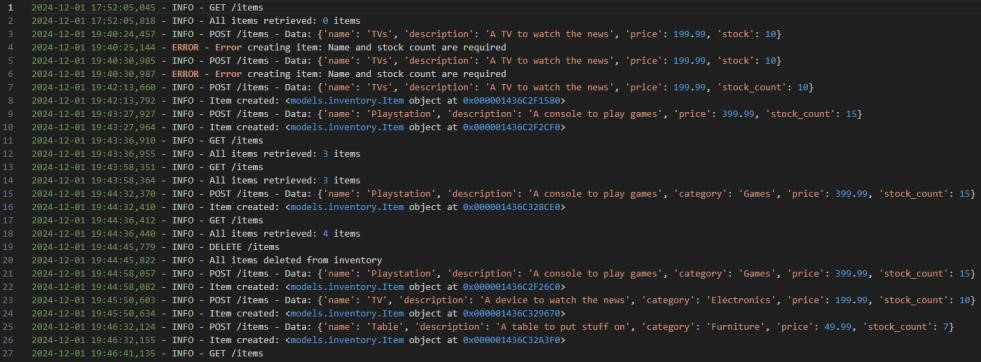 1 2024-12-01 17:52:05,045 - INFO - GET /items
2 2024-12-01 17:52:05,818 - INFO - All items retrieved: 0 items
3 2024-12-01 19:40:24,457 - INFO - POST /items - Data: {'name': 'TVs', 'description': 'A TV to watch the news', 'price': 199.99, 'stock': 10}
4 2024-12-01 19:40:25,144 - ERROR - Error creating item: Name and stock count are required
5 2024-12-01 19:40:30,985 - INFO - POST /items - Data: {'name': 'TVs', 'description': 'A TV to watch the news', 'price': 199.99, 'stock': 10}
6 2024-12-01 19:40:30,987 - ERROR - Error creating item: Name and stock count are required
7 2024-12-01 19:42:13,660 - INFO - POST /items - Data: {'name': 'TVs', 'description': 'A TV to watch the news', 'price': 199.99, 'stock_count': 10}
8 2024-12-01 19:42:13,792 - INFO - Item created: <models.inventory.Item object at 0x000001436C2F1580>
9 2024-12-01 19:43:27,927 - INFO - POST /items - Data: {'name': 'Playstation', 'description': 'A console to play games', 'price': 399.99, 'stock_count': 15}
10 2024-12-01 19:43:27,964 - INFO - Item created: <models.inventory.Item object at 0x000001436C2F2CF0>
11 2024-12-01 19:43:36,910 - INFO - GET /items
12 2024-12-01 19:43:36,955 - INFO - All items retrieved: 3 items
13 2024-12-01 19:43:58,351 - INFO - GET /items
14 2024-12-01 19:43:58,364 - INFO - All items retrieved: 3 items
15 2024-12-01 19:44:32,370 - INFO - POST /items - Data: {'name': 'Playstation', 'description': 'A console to play games', 'category': 'Games', 'price': 399.99, 'stock_count': 15}
16 2024-12-01 19:44:32,410 - INFO - Item created: <models.inventory.Item object at 0x000001436C328CE0>
17 2024-12-01 19:44:36,412 - INFO - GET /items
18 2024-12-01 19:44:36,440 - INFO - All items retrieved: 4 items
19 2024-12-01 19:44:45,779 - INFO - DELETE /items
20 2024-12-01 19:44:45,822 - INFO - All items deleted from inventory
21 2024-12-01 19:44:58,057 - INFO - POST /items - Data: {'name': 'Playstation', 'description': 'A console to play games', 'category': 'Games', 'price': 399.99, 'stock_count': 15}
22 2024-12-01 19:44:58,082 - INFO - Item created: <models.inventory.Item object at 0x000001436C2F26C0>
23 2024-12-01 19:45:50,603 - INFO - POST /items - Data: {'name': 'TV', 'description': 'A device to watch the news', 'category': 'Electronics', 'price': 199.99, 'stock_count': 10}
24 2024-12-01 19:45:50,634 - INFO - Item created: <models.inventory.Item object at 0x000001436C329670>
25 2024-12-01 19:46:32,124 - INFO - POST /items - Data: {'name': 'Table', 'description': 'A table to put stuff on', 'category': 'Furniture', 'price': 49.99, 'stock_count': 7}
26 2024-12-01 19:46:32,155 - INFO - Item created: <models.inventory.Item object at 0x000001436C32A3F0>
27 2024-12-01 19:46:41,135 - INFO - GET /items